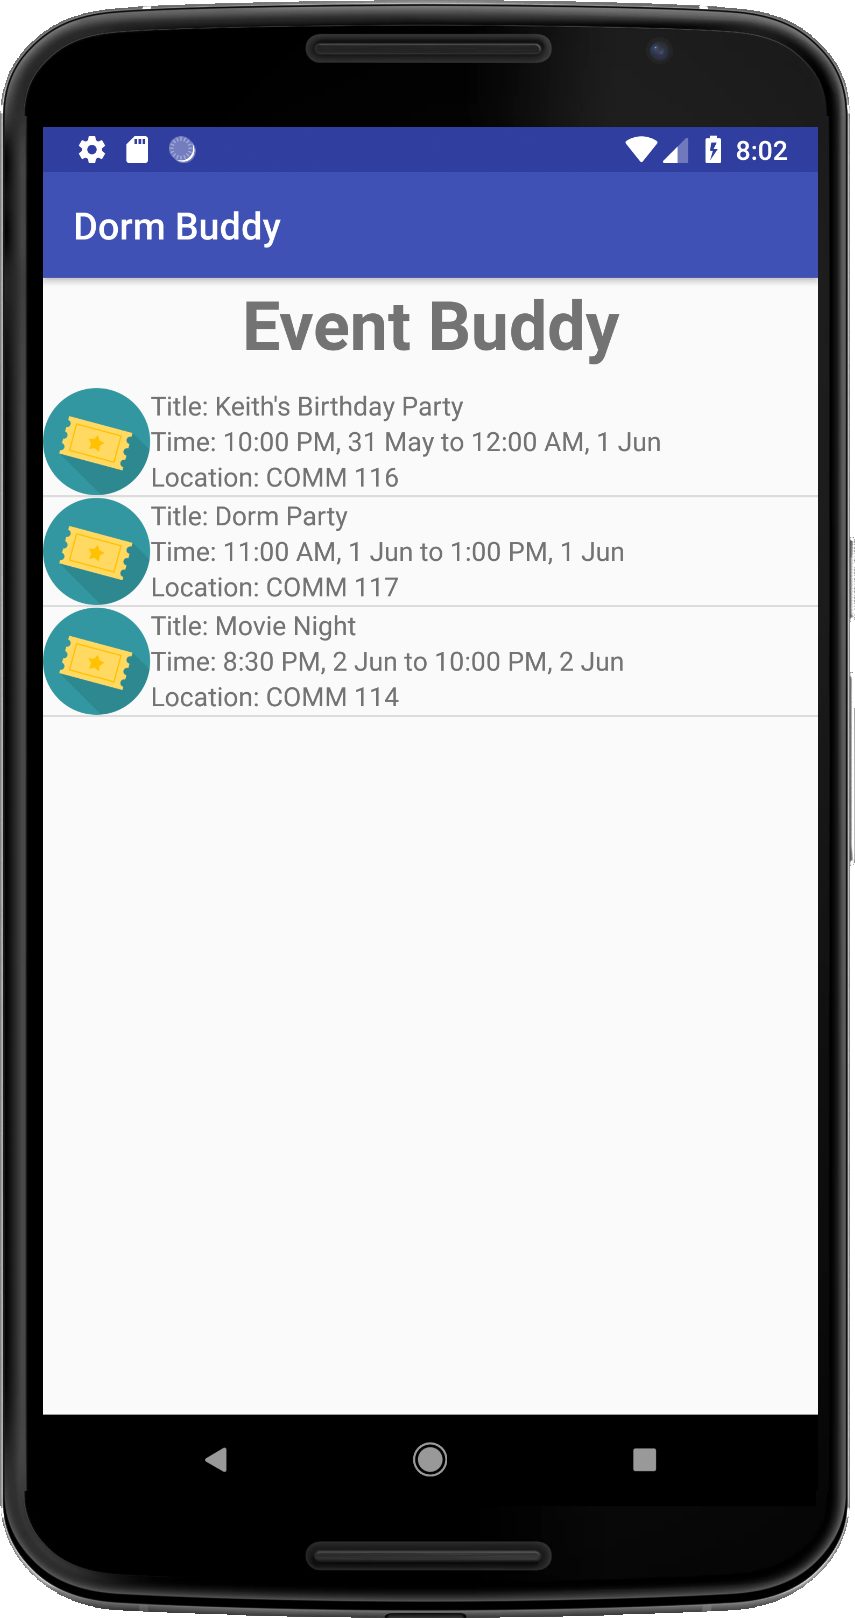 8:02
Dorm Buddy
Event Buddy
Title: Keith's Birthday Party
Time: 10:00 PM, 31 May to 12:00 AM, 1 Jun
Location: COMM 116
Title: Dorm Party
Time: 11:00 AM, 1 Jun to 1:00 PM, 1 Jun
Location: COMM 117
Title: Movie Night
Time: 8:30 PM, 2 Jun to 10:00 PM, 2 Jun
Location: COMM 114